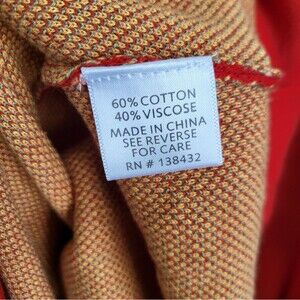 60% COTTON
40% VISCOSE
MADE IN CHINA
SEE REVERSE
FOR CARE
RN # 138432